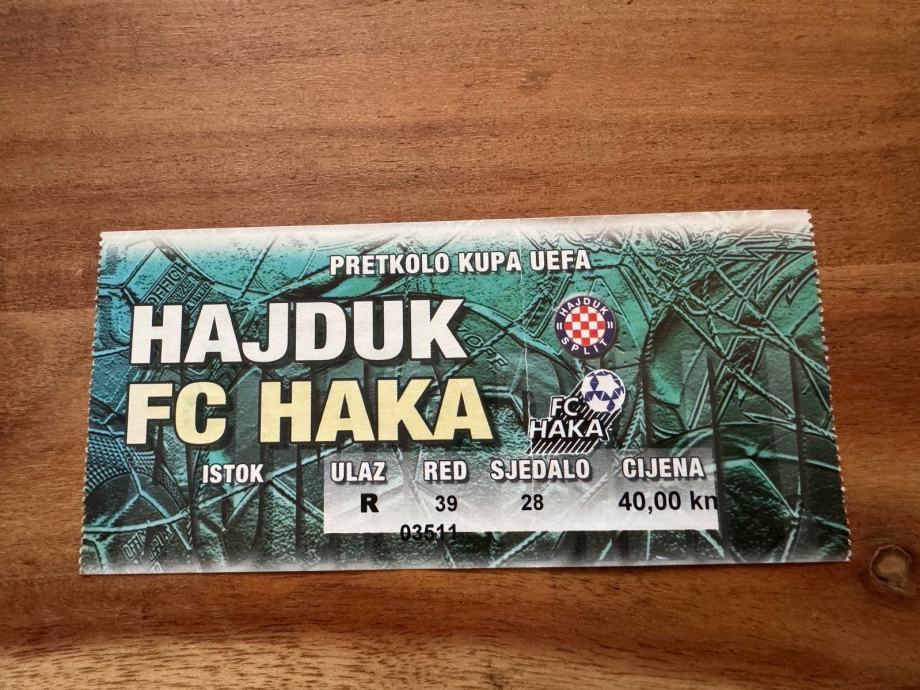 PRETKOLO KUPA UEFA
HAJDUK
HAJDUK
SPLIT
FC HAKA
FC
HAKA
ISTOK ULAZ RED SJEDALO CIJENA
R 39 28 40,00 kn
03511